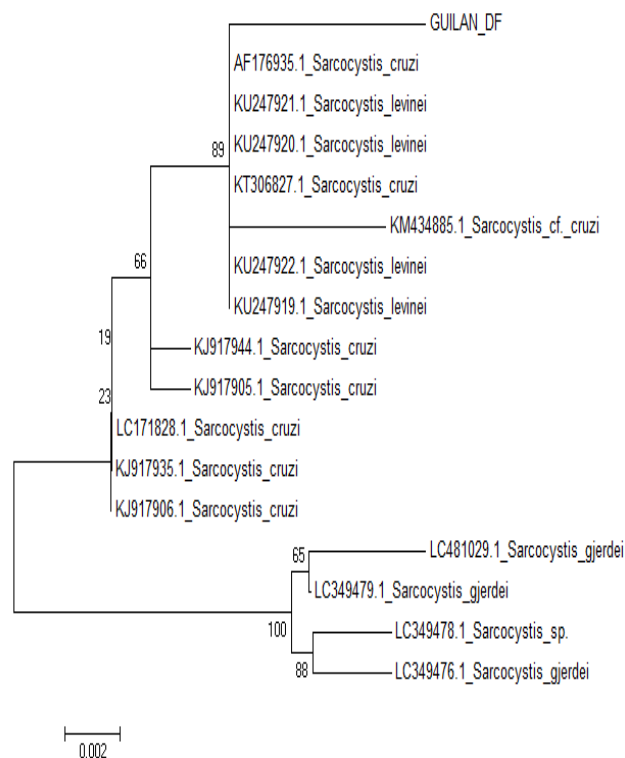 GUILAN_DF
AF176935.1_Sarcocystis_cruzi
KU247921.1_Sarcocystis_levinei
KU247920.1_Sarcocystis_levinei
89
KT306827.1_Sarcocystis_cruzi
KM434885.1_Sarcocystis_cf._cruzi
66
KU247922.1_Sarcocystis_levinei
KU247919.1_Sarcocystis_levinei
19
KJ917944.1_Sarcocystis_cruzi
KJ917905.1_Sarcocystis_cruzi
23
LC171828.1_Sarcocystis_cruzi
KJ917935.1_Sarcocystis_cruzi
KJ917906.1_Sarcocystis_cruzi
65
LC481029.1_Sarcocystis_gjerdei
LC349479.1_Sarcocystis_gjerdei
100
LC349478.1_Sarcocystis_sp.
88
LC349476.1_Sarcocystis_gjerdei
0.002